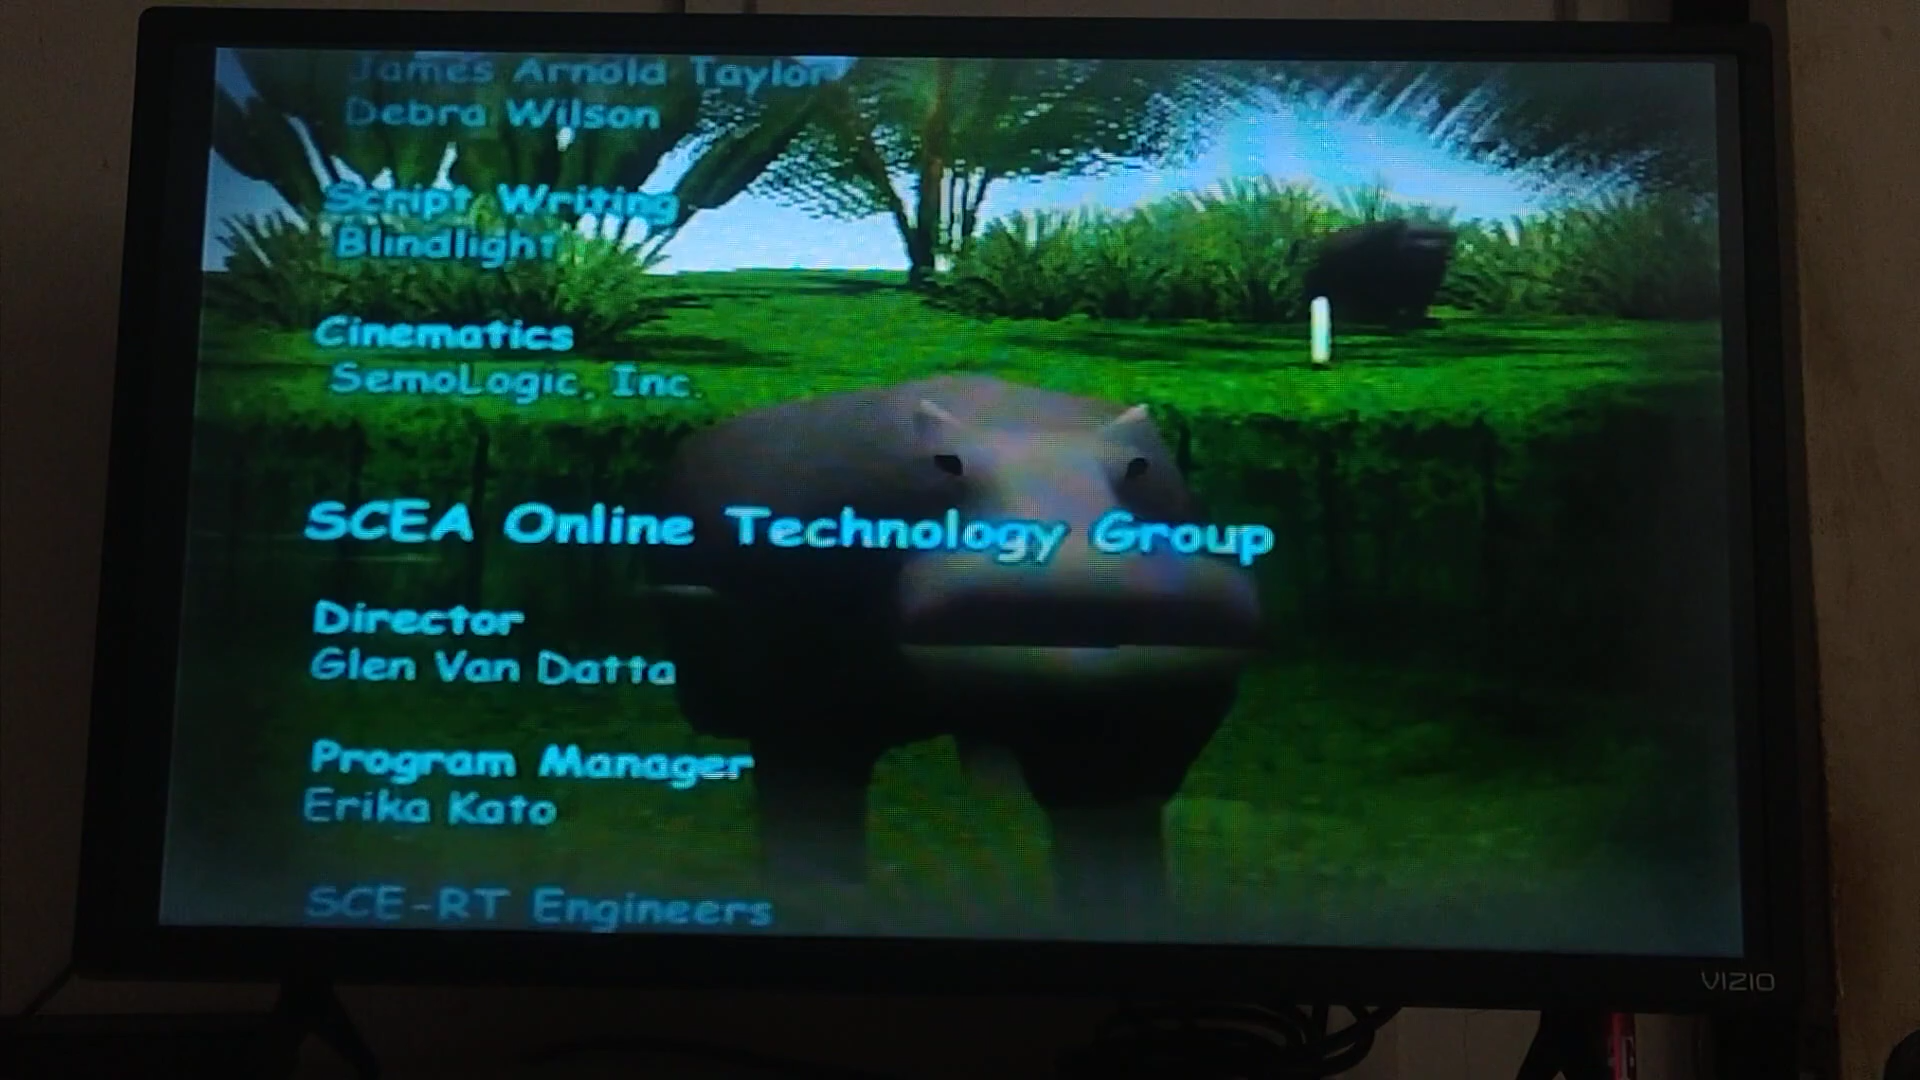 James Arnold Taylor
Debra Wilson
Script Writing
Blindlight
Cinematics
SemoLogic, Inc.
SCEA Online Technology Group
Director
Glen Van Datta
Program Manager
Erika Kato
SCE-RT Engineers
VIZIO